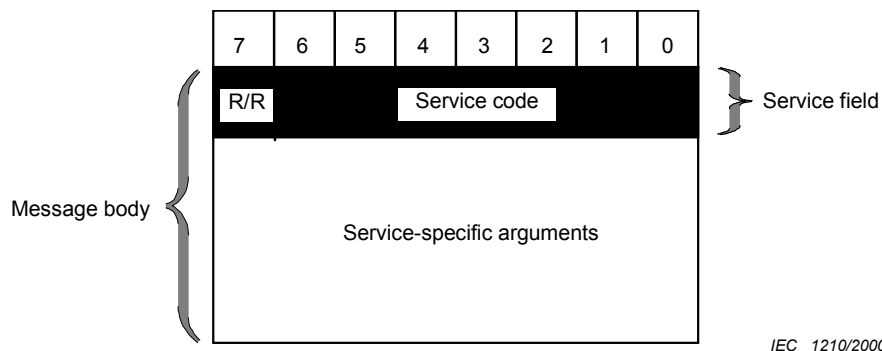 7 6 5 4 3 2 1 0
R/R Service code Service field
Message body
Service-specific arguments
IEC 1210/2000